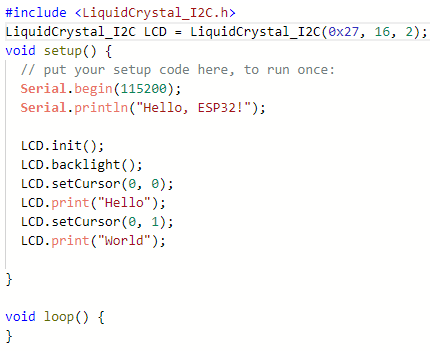 #include <LiquidCrystal_I2C.h>
LiquidCrystal_I2C LCD = LiquidCrystal_I2C(0x27, 16, 2);
void setup() {
  // put your setup code here, to run once:
  Serial.begin(115200);
  Serial.println("Hello, ESP32!");

  LCD.init();
  LCD.backlight();
  LCD.setCursor(0, 0);
  LCD.print("Hello");
  LCD.setCursor(0, 1);
  LCD.print("World");

}

void loop() {
}